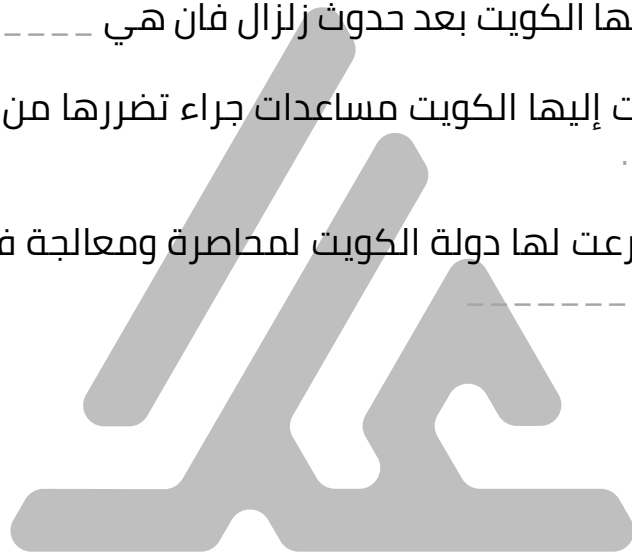 ها الكويت بعد حدوث زلزال فان هي _ _ _ _
ت إليها الكويت مساعدات جراء تضررها من
.
رعت لها دولة الكويت لمحاصرة ومعالجة ف
_ _ _ _ _ _ _